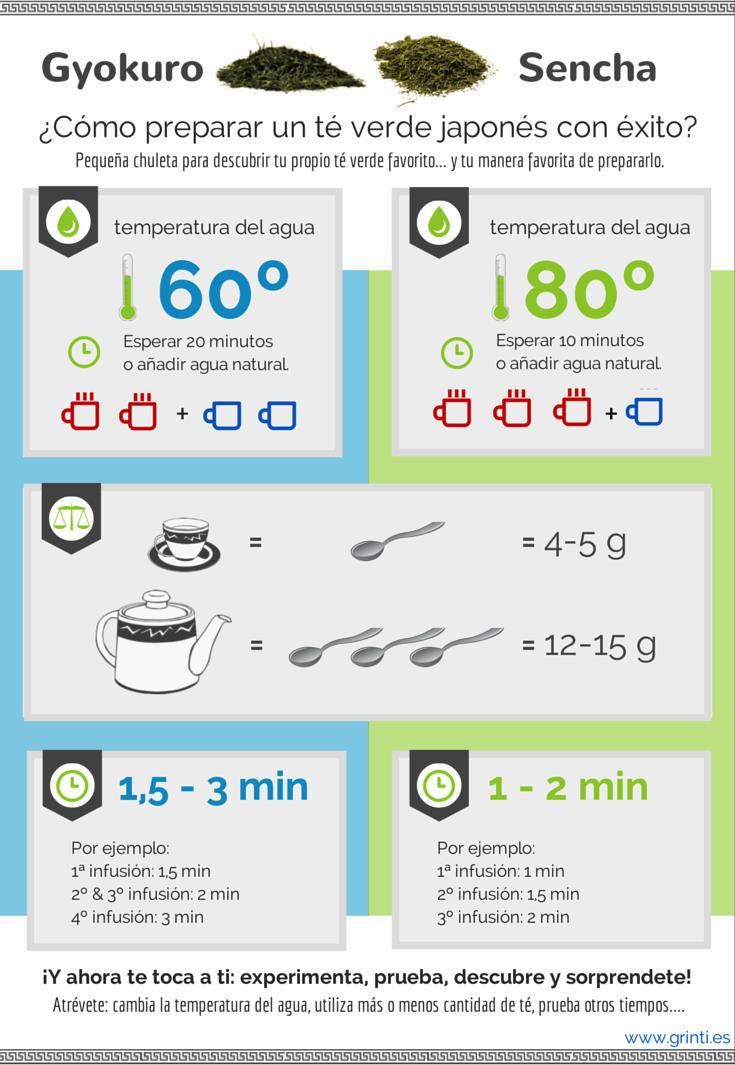 Gyokuro
Sencha
¿Cómo preparar un té verde japonés con éxito?
Pequeña chuleta para descubrir tu propio té verde favorito... y tu manera favorita de prepararlo.
temperatura del agua
60º
Esperar 20 minutos
o añadir agua natural.
+
temperatura del agua
80º
Esperar 10 minutos
o añadir agua natural.
+
= = 4-5 g
= = 12-15 g
1,5 - 3 min
Por ejemplo:
1ª infusión: 1,5 min
2º & 3º infusión: 2 min
4º infusión: 3 min
1 - 2 min
Por ejemplo:
1ª infusión: 1 min
2º infusión: 1,5 min
3º infusión: 2 min
¡Y ahora te toca a ti: experimenta, prueba, descubre y sorprendete!
Atrévete: cambia la temperatura del agua, utiliza más o menos cantidad de té, prueba otros tiempos....
www.grinti.es